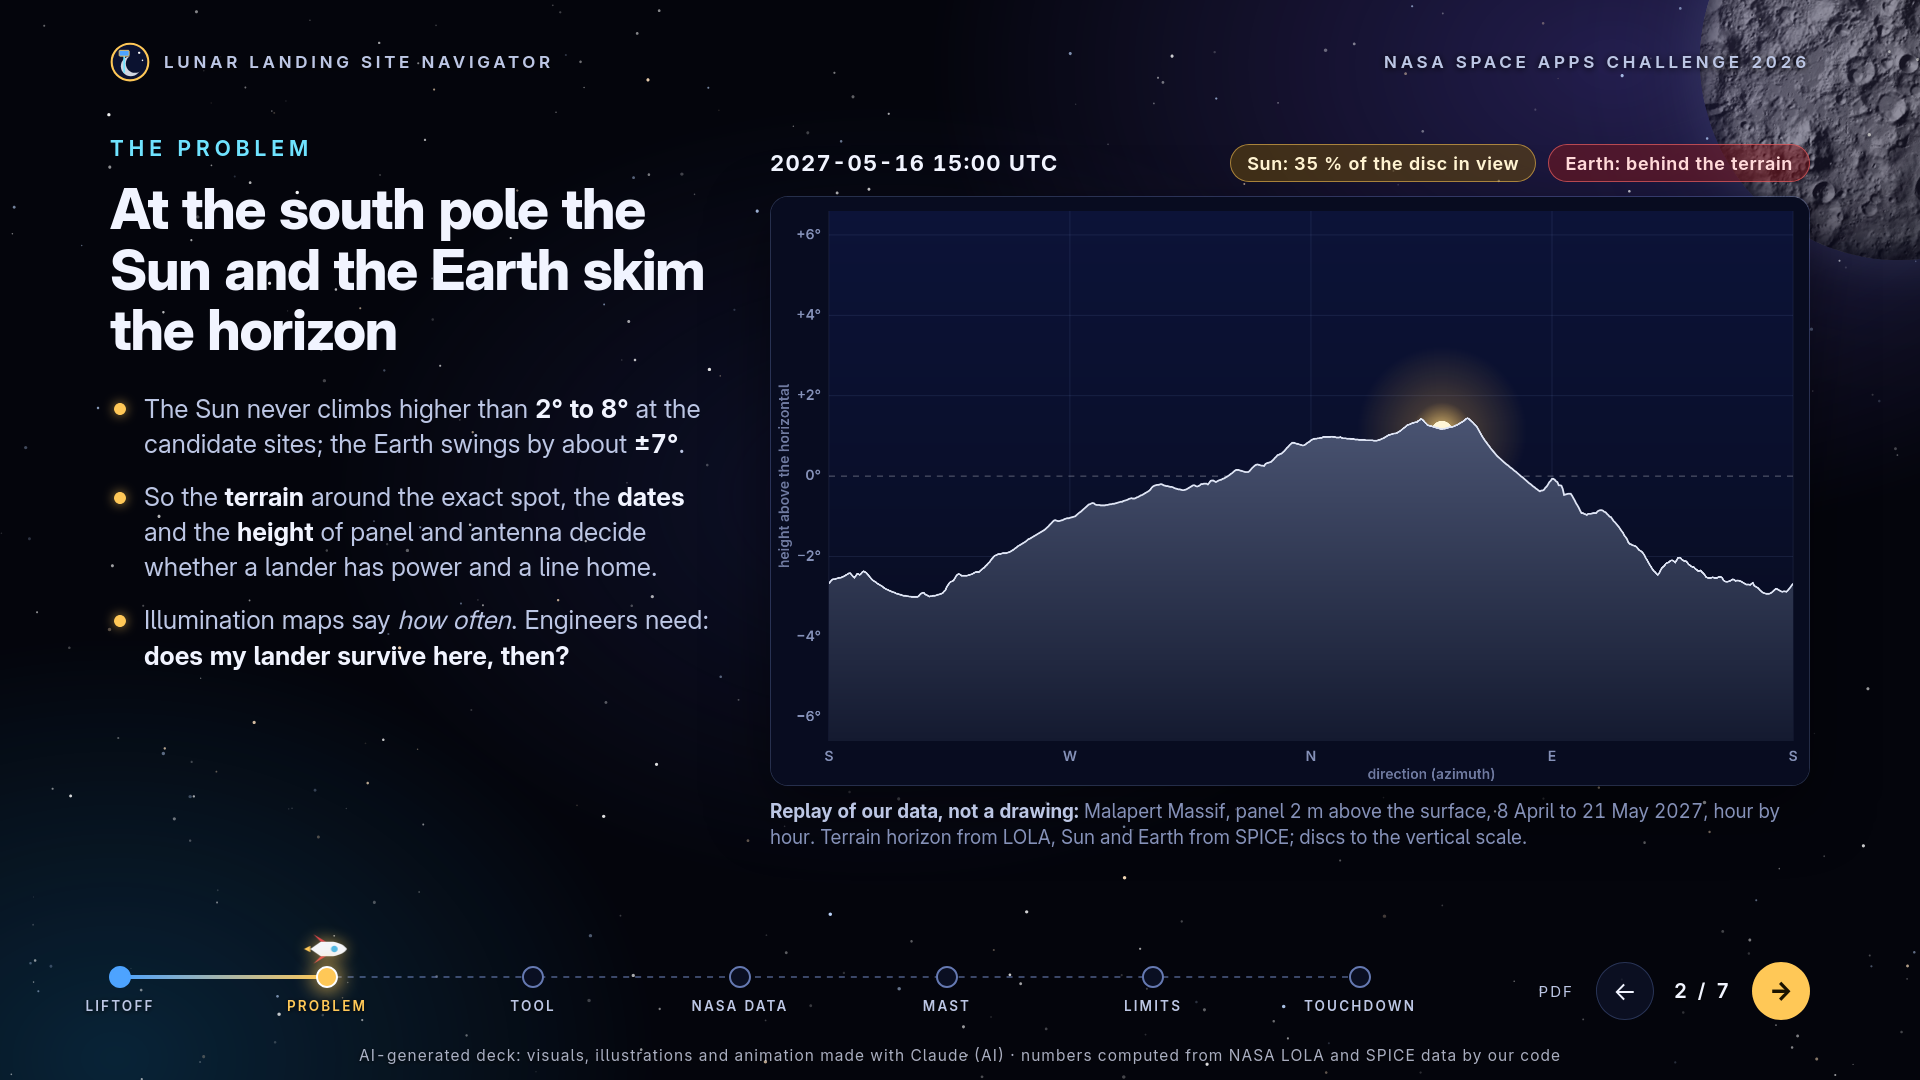 LUNAR LANDING SITE NAVIGATOR
NASA SPACE APPS CHALLENGE 2026
THE PROBLEM
At the south pole the
Sun and the Earth skim
the horizon
The Sun never climbs higher than 2° to 8° at the
candidate sites; the Earth swings by about ±7°.
So the terrain around the exact spot, the dates
and the height of panel and antenna decide
whether a lander has power and a line home.
Illumination maps say how often. Engineers need:
does my lander survive here, then?
2027-05-16 15:00 UTC
Sun: 35 % of the disc in view
Earth: behind the terrain
height above the horizontal
+6°
+4°
+2°
0°
−2°
−4°
−6°
S W N E S
direction (azimuth)
Replay of our data, not a drawing: Malapert Massif, panel 2 m above the surface, 8 April to 21 May 2027, hour by
hour. Terrain horizon from LOLA, Sun and Earth from SPICE; discs to the vertical scale.
LIFTOFF PROBLEM TOOL NASA DATA MAST LIMITS TOUCHDOWN
PDF ← 2 / 7 →
AI-generated deck: visuals, illustrations and animation made with Claude (AI) · numbers computed from NASA LOLA and SPICE data by our code